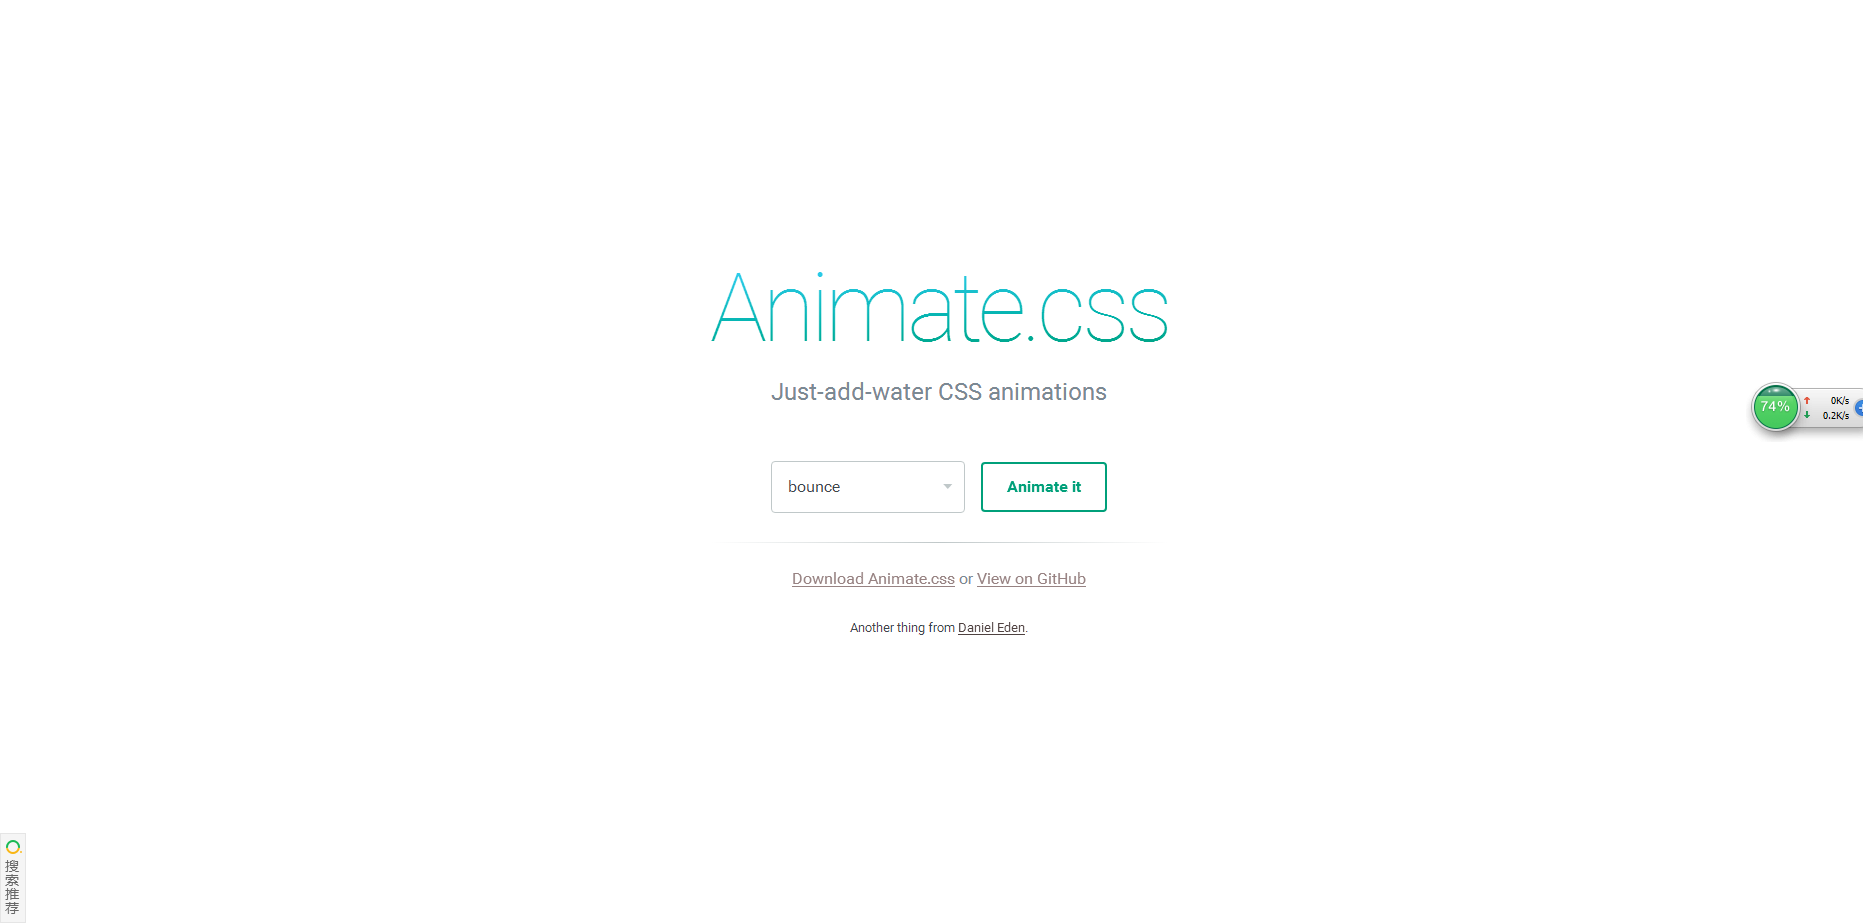 Animate.css
Just-add-water CSS animations
74%
0K/s
0.2K/s
bounce
Animate it
Download Animate.css or View on GitHub
Another thing from Daniel Eden.
搜索推荐